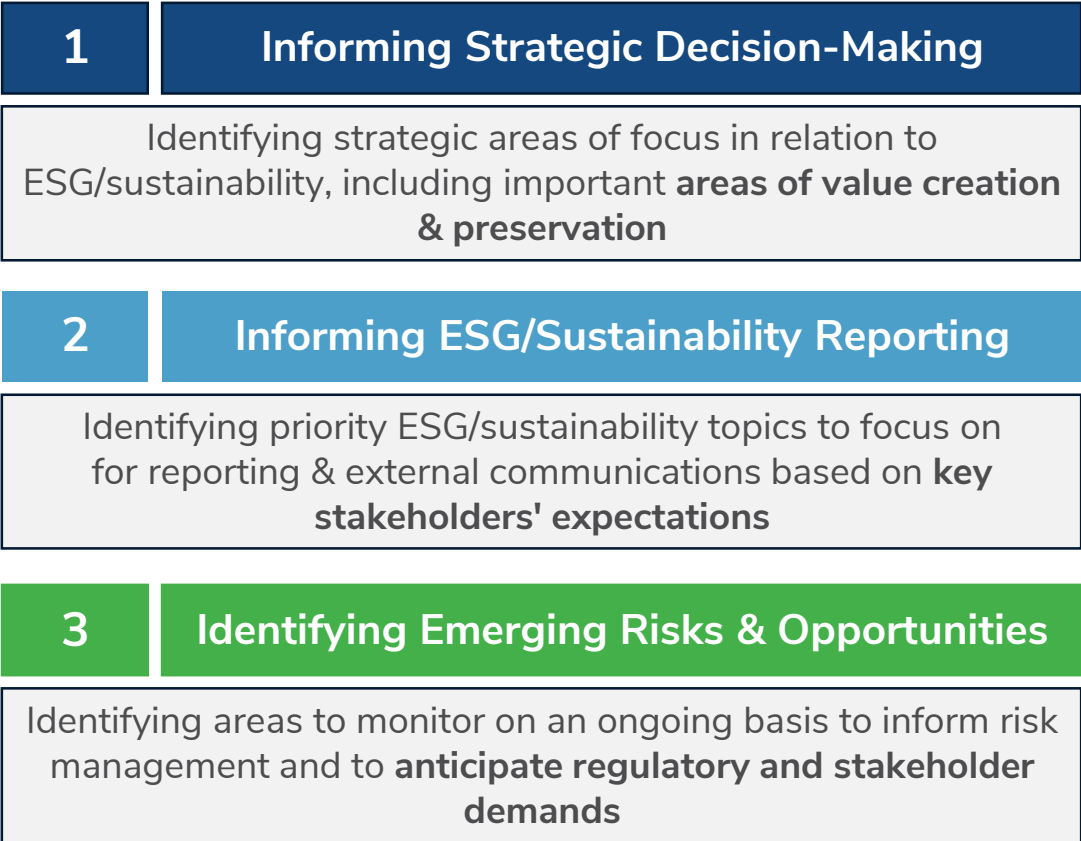 1
Informing Strategic Decision-Making
Identifying strategic areas of focus in relation to
ESG/sustainability, including important areas of value creation
& preservation
2
Informing ESG/Sustainability Reporting
Identifying priority ESG/sustainability topics to focus on
for reporting & external communications based on key
stakeholders' expectations
3
Identifying Emerging Risks & Opportunities
Identifying areas to monitor on an ongoing basis to inform risk
management and to anticipate regulatory and stakeholder
demands